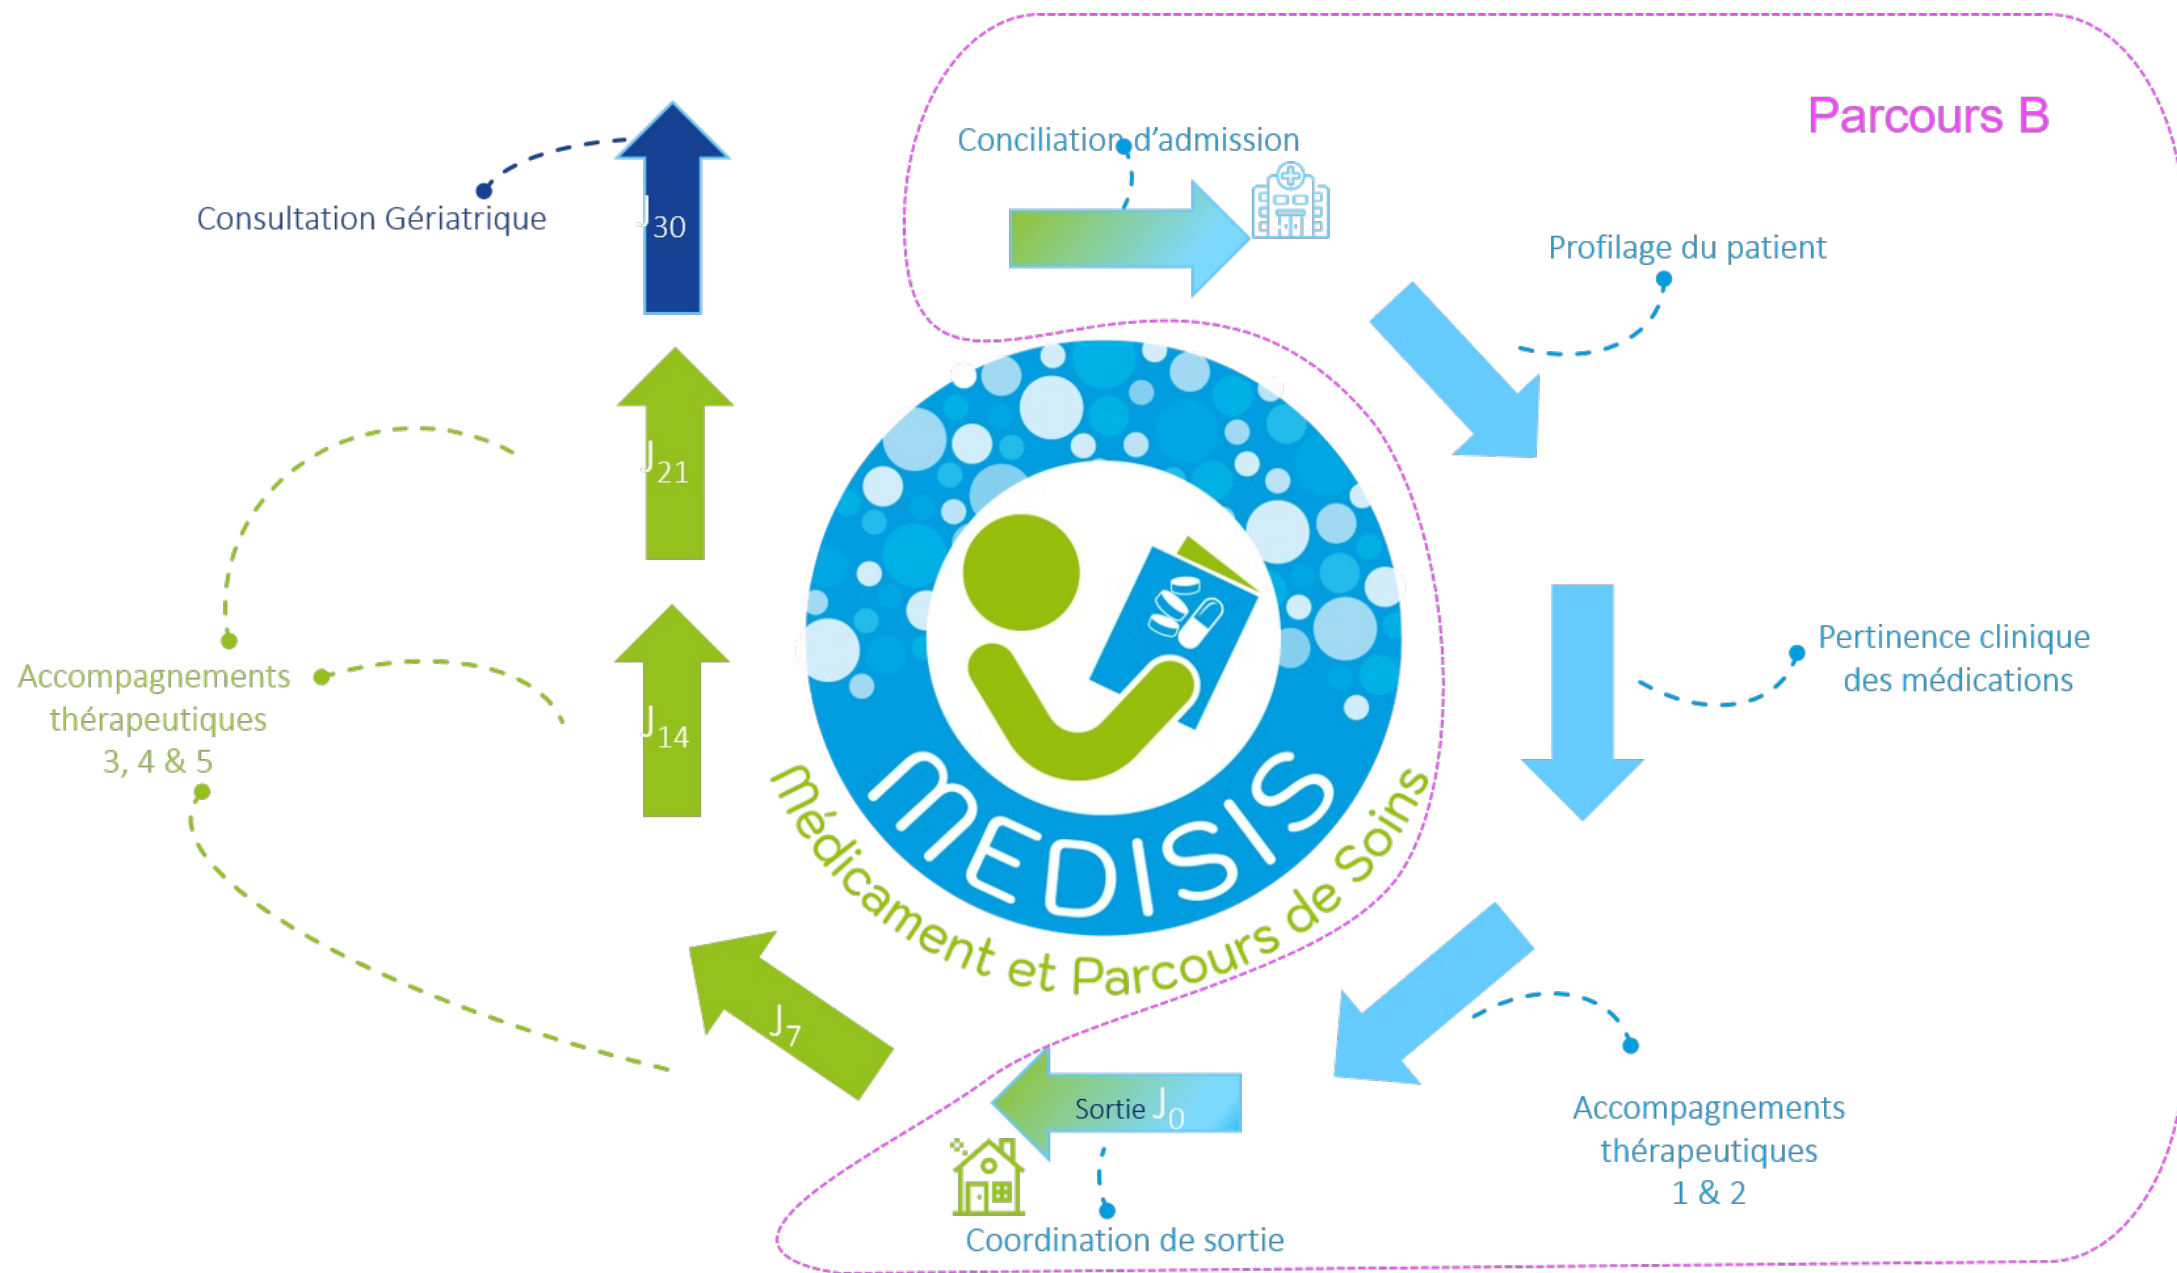 Parcours B
Conciliation d'admission
Profilage du patient
Pertinence clinique
des médications
Accompagnements
thérapeutiques
1 & 2
Sortie J0
Coordination de sortie
J7
J14
J21
J30
Accompagnements
thérapeutiques
3, 4 & 5
Consultation Gériatrique
MEDISIS
Médicament et Parcours de Soins